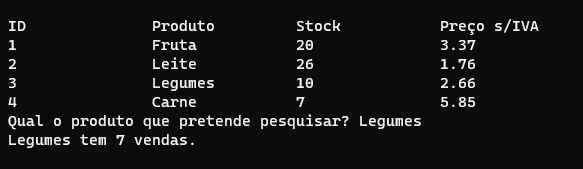 ID Produto Stock Preço s/IVA
1 Fruta 20 3.37
2 Leite 26 1.76
3 Legumes 10 2.66
4 Carne 7 5.85
Qual o produto que pretende pesquisar? Legumes
Legumes tem 7 vendas.